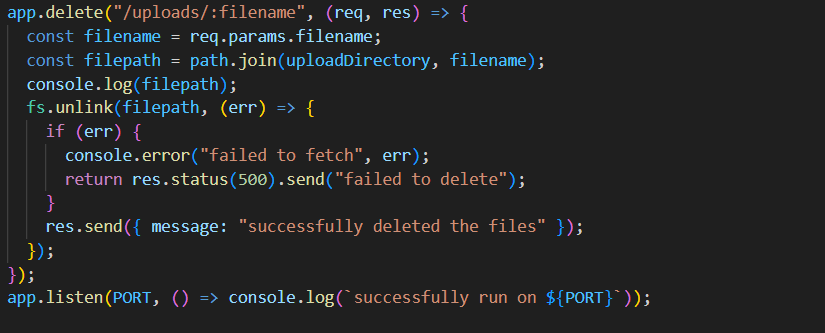 app.delete("/uploads/:filename", (req, res) => {
  const filename = req.params.filename;
  const filepath = path.join(uploadDirectory, filename);
  console.log(filepath);
  fs.unlink(filepath, (err) => {
    if (err) {
      console.error("failed to fetch", err);
      return res.status(500).send("failed to delete");
    }
    res.send({ message: "successfully deleted the files" });
  });
});
app.listen(PORT, () => console.log(`successfully run on ${PORT}`));